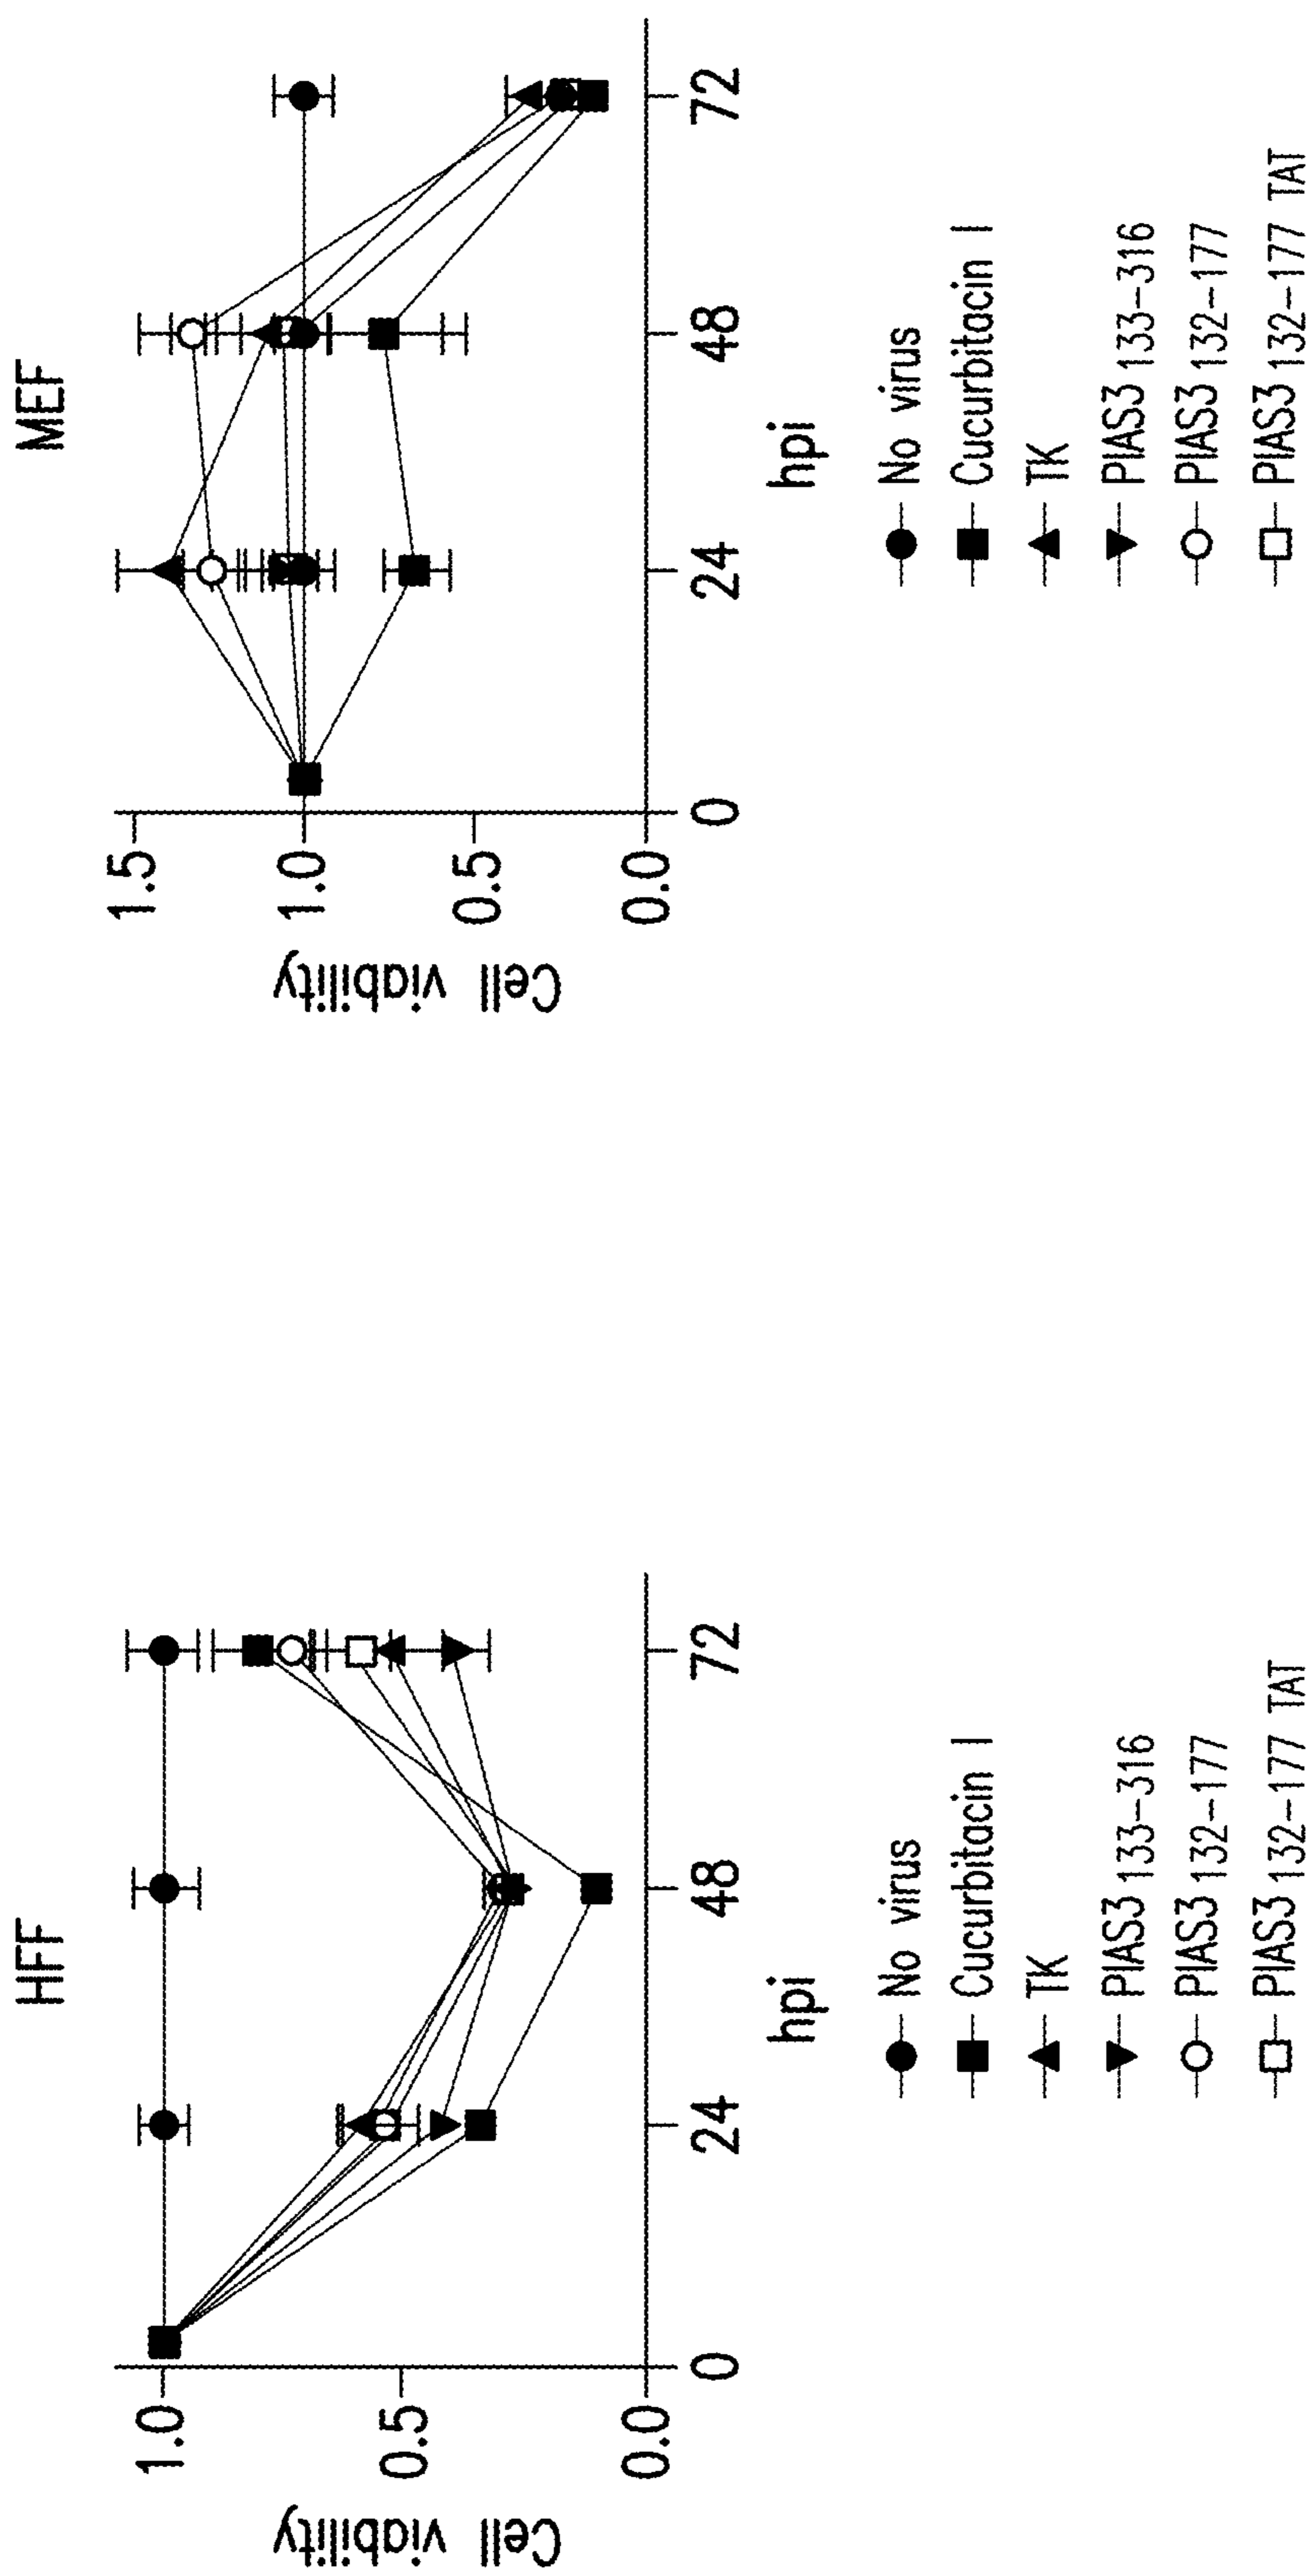 HFF
Cell viability
1.0
0.5
0.0
0 24 48 72
hpi
No virus
Cucurbitacin I
TK
PIAS3 133-316
PIAS3 132-177
PIAS3 132-177 TAT
MEF
Cell viability
1.5
1.0
0.5
0.0
0 24 48 72
hpi
No virus
Cucurbitacin I
TK
PIAS3 133-316
PIAS3 132-177
PIAS3 132-177 TAT